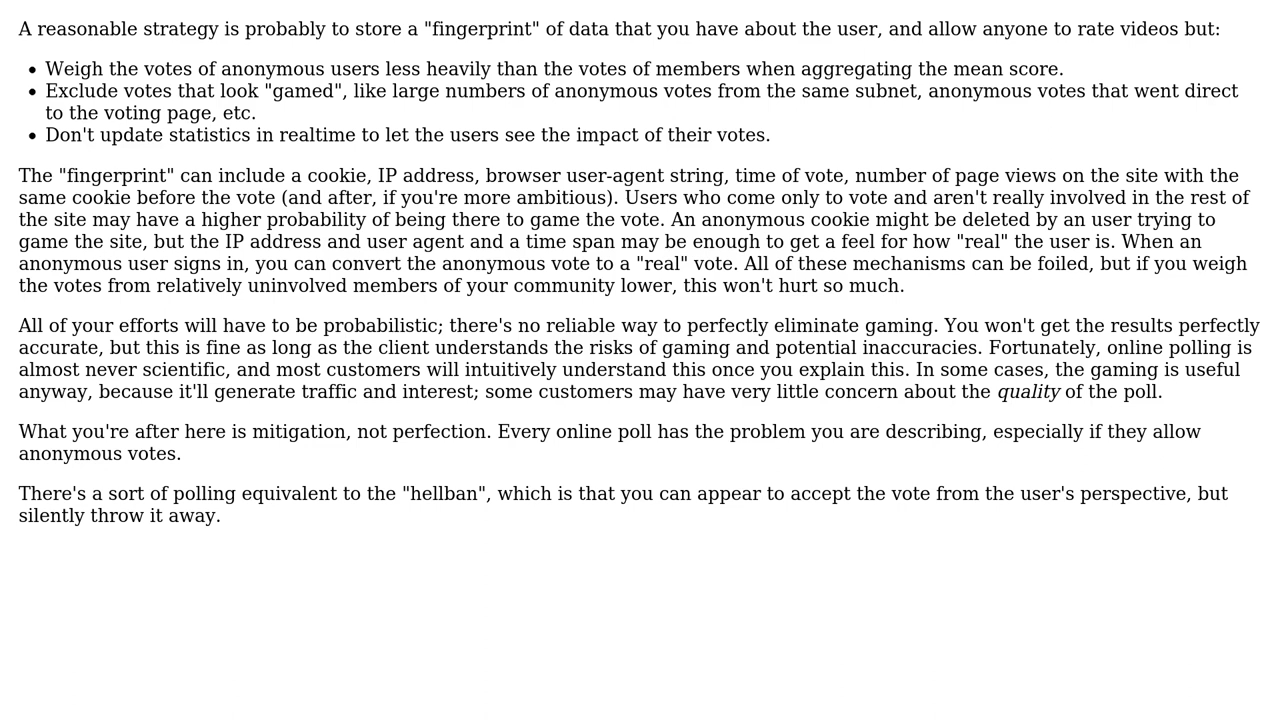 A reasonable strategy is probably to store a "fingerprint" of data that you have about the user, and allow anyone to rate videos but:
• Weigh the votes of anonymous users less heavily than the votes of members when aggregating the mean score.
• Exclude votes that look "gamed", like large numbers of anonymous votes from the same subnet, anonymous votes that went direct
to the voting page, etc.
• Don't update statistics in realtime to let the users see the impact of their votes.
The "fingerprint" can include a cookie, IP address, browser user-agent string, time of vote, number of page views on the site with the
same cookie before the vote (and after, if you're more ambitious). Users who come only to vote and aren't really involved in the rest of
the site may have a higher probability of being there to game the vote. An anonymous cookie might be deleted by an user trying to
game the site, but the IP address and user agent and a time span may be enough to get a feel for how "real" the user is. When an
anonymous user signs in, you can convert the anonymous vote to a "real" vote. All of these mechanisms can be foiled, but if you weigh
the votes from relatively uninvolved members of your community lower, this won't hurt so much.
All of your efforts will have to be probabilistic; there's no reliable way to perfectly eliminate gaming. You won't get the results perfectly
accurate, but this is fine as long as the client understands the risks of gaming and potential inaccuracies. Fortunately, online polling is
almost never scientific, and most customers will intuitively understand this once you explain this. In some cases, the gaming is useful
anyway, because it'll generate traffic and interest; some customers may have very little concern about the quality of the poll.
What you're after here is mitigation, not perfection. Every online poll has the problem you are describing, especially if they allow
anonymous votes.
There's a sort of polling equivalent to the "hellban", which is that you can appear to accept the vote from the user's perspective, but
silently throw it away.